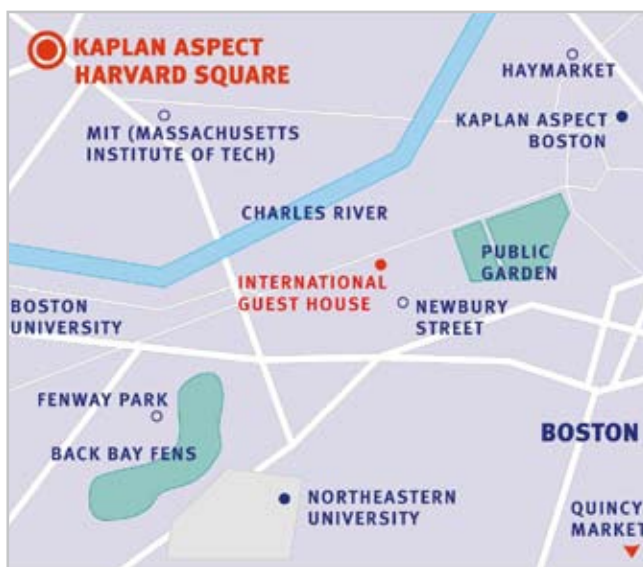 KAPLAN ASPECT
HARVARD SQUARE
HAYMARKET
MIT (MASSACHUSETTS
INSTITUTE OF TECH)
KAPLAN ASPECT
BOSTON
CHARLES RIVER
PUBLIC
GARDEN
INTERNATIONAL
GUEST HOUSE
BOSTON
UNIVERSITY
NEWBURY
STREET
FENWAY PARK
BACK BAY FENS
BOSTON
NORTHEASTERN
UNIVERSITY
QUINCY
MARKET